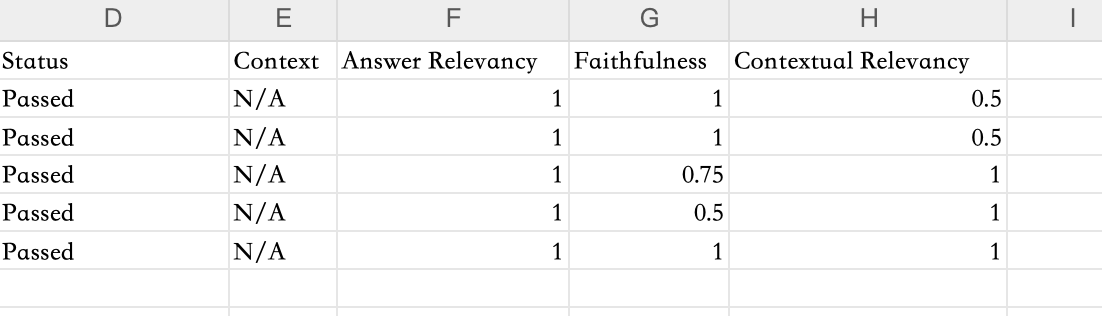 D E F G H I
Status Context Answer Relevancy Faithfulness Contextual Relevancy
Passed N/A 1 1 0.5
Passed N/A 1 1 0.5
Passed N/A 1 0.75 1
Passed N/A 1 0.5 1
Passed N/A 1 1 1